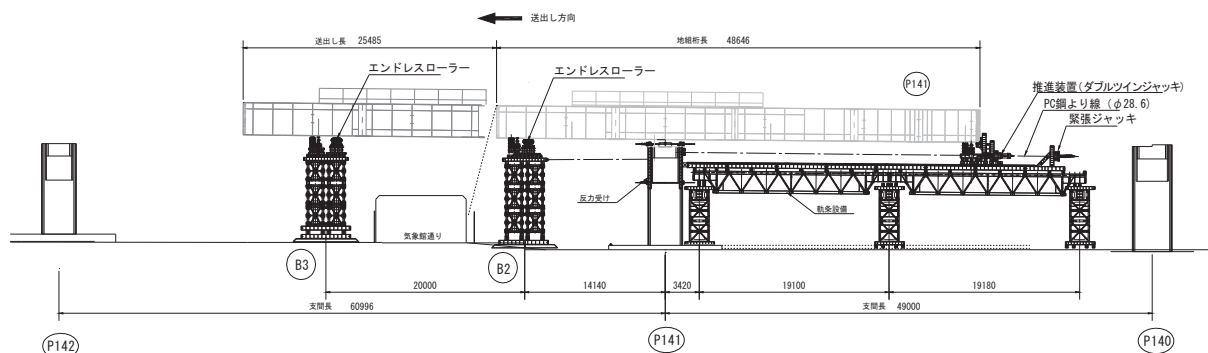 送出し方向
送出し長 25485
地組桁長 48646
エンドレスローラー
エンドレスローラー
P141
推進装置(ダブルツインジャッキ)
PC鋼より線 (φ28.6)
緊張ジャッキ
反力受け
軌条設備
気象館通り
B3
B2
20000
14140
3420
19100
19180
支間長 60996
支間長 49000
P142
P141
P140